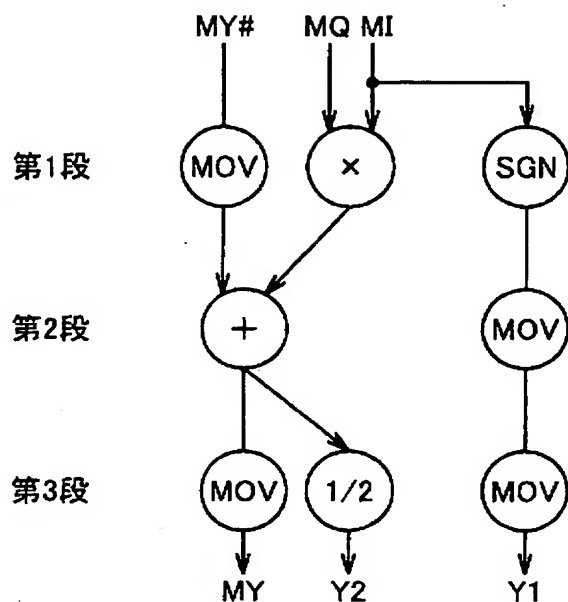 MY# MQ MI
第1段 MOV × SGN
第2段 + MOV
第3段 MOV 1/2 MOV
MY Y2 Y1